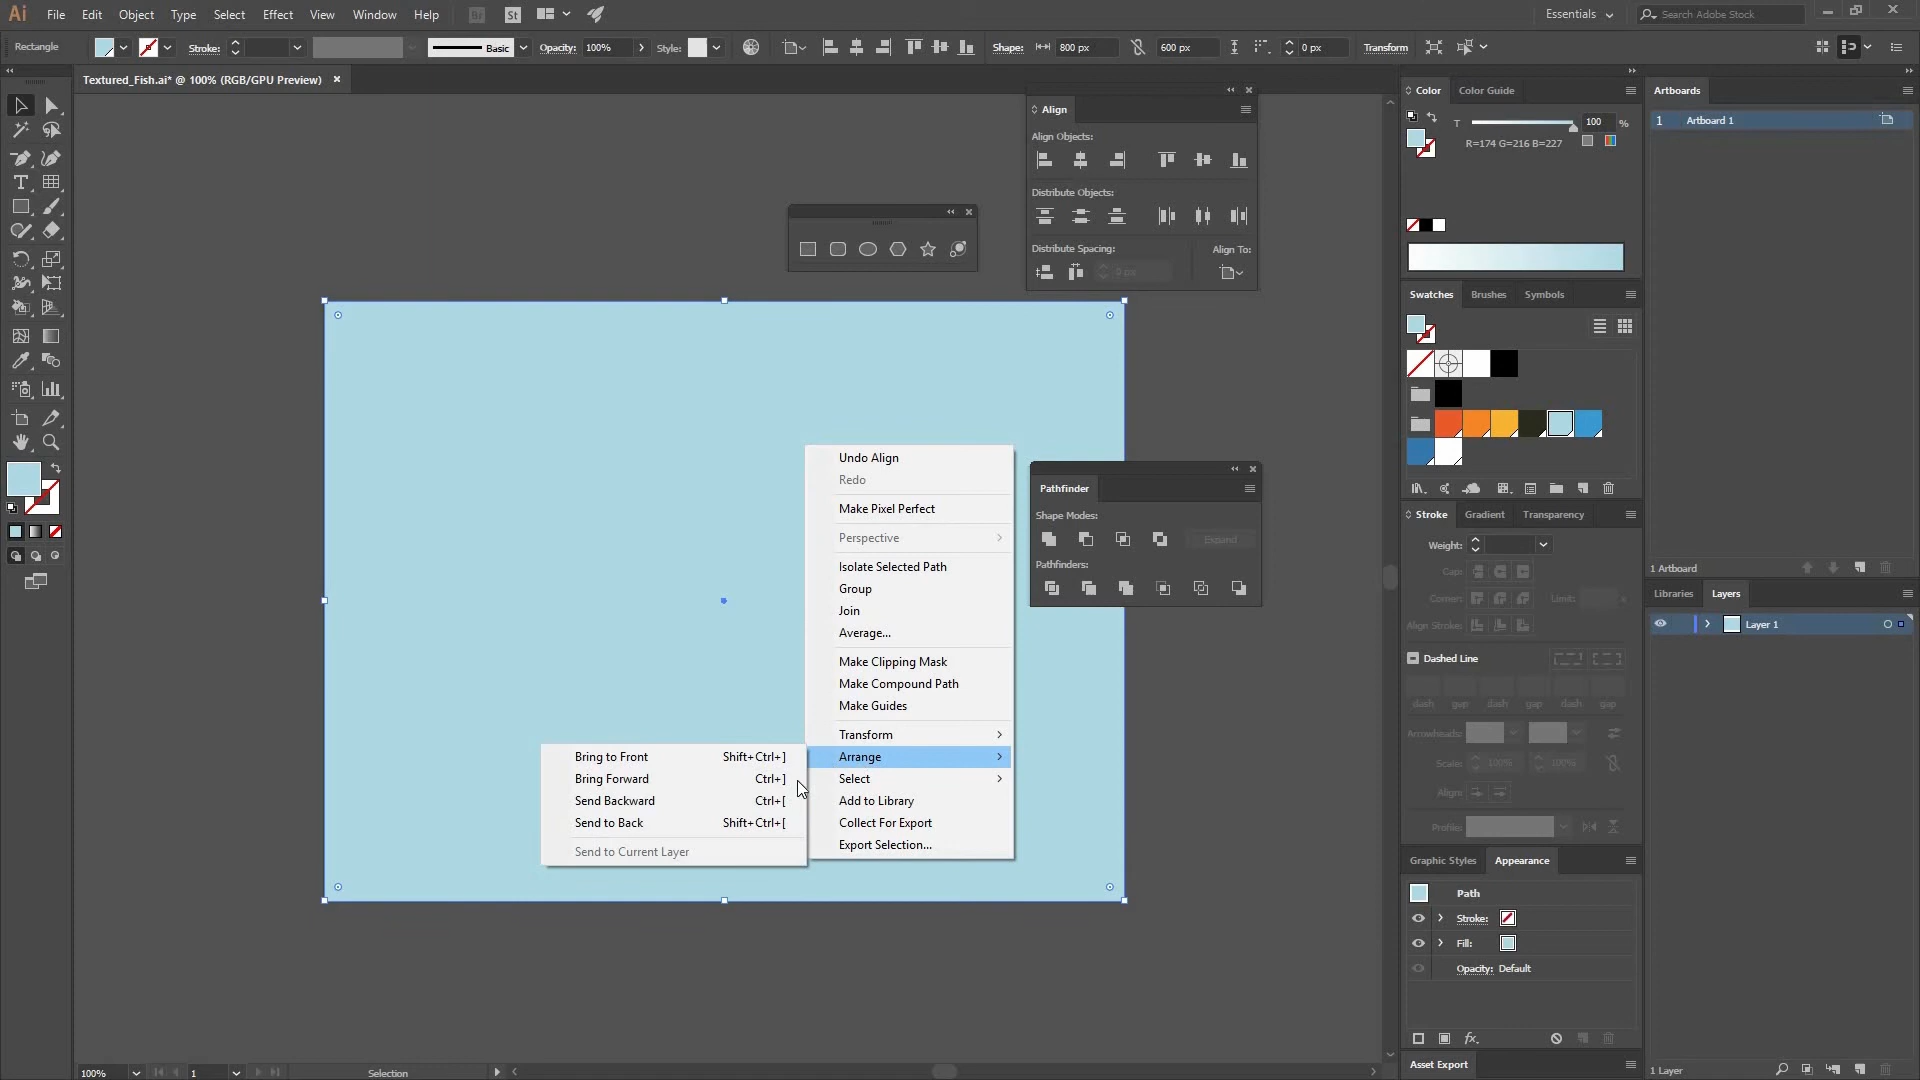 Ai File Edit Object Type Select Effect View Window Help Br St Essentials Search Adobe Stock
Rectangle Stroke: Basic Opacity: 100% Style: Shape: 800 px 600 px 0 px Transform
Textured_Fish.ai* @ 100% (RGB/GPU Preview)
Align
Align Objects:
Distribute Objects:
Distribute Spacing: Align To:
0 px
Undo Align
Redo
Make Pixel Perfect
Perspective
Isolate Selected Path
Group
Join
Average...
Make Clipping Mask
Make Compound Path
Make Guides
Transform
Arrange
Select
Add to Library
Collect For Export
Export Selection...
Bring to Front Shift+Ctrl+]
Bring Forward Ctrl+]
Send Backward Ctrl+[
Send to Back Shift+Ctrl+[
Send to Current Layer
Pathfinder
Shape Modes:
Expand
Pathfinders:
Color Color Guide
T 100 %
R=174 G=216 B=227
Swatches Brushes Symbols
Stroke Gradient Transparency
Weight:
Cap:
Corner: Limit: x
Align Stroke:
Dashed Line
dash gap dash gap dash gap
Arrowheads:
Scale: 100% 100%
Align:
Profile:
Graphic Styles Appearance
Path
Stroke:
Fill:
Opacity: Default
fx.
Asset Export
Artboards
1 Artboard 1
1 Artboard
Libraries Layers
Layer 1
1 Layer
100% 1 Selection